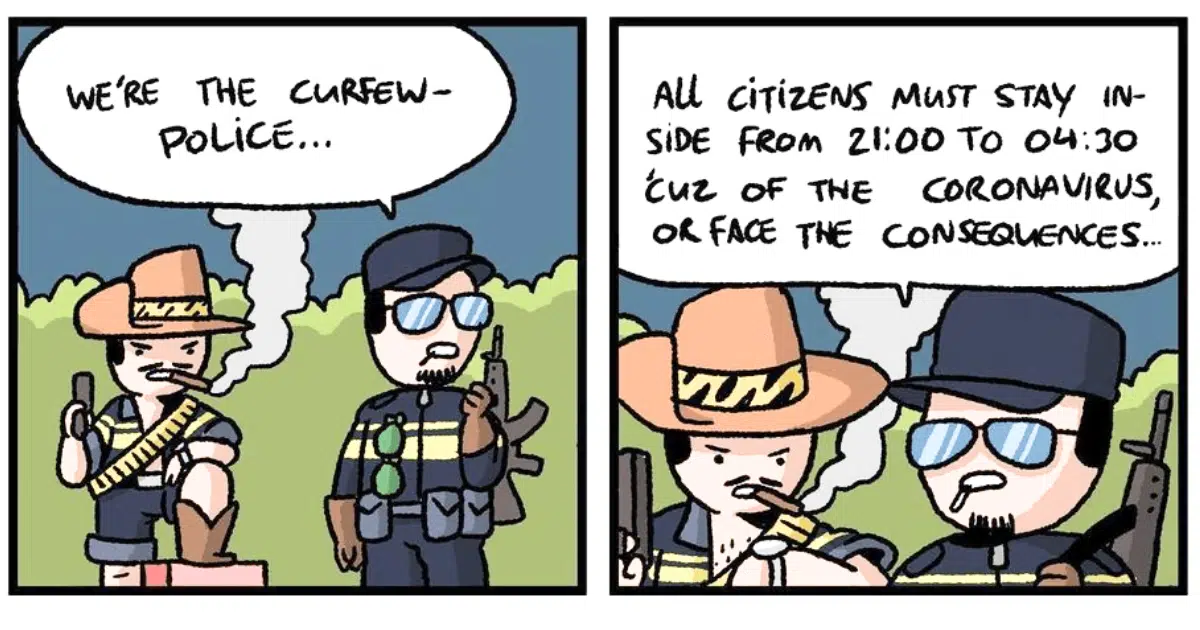 WE'RE THE CURFEW-
POLiCE...
All CiTiZENS MUST STAY IN-
SiDE FROM 21:00 TO 04:30
'CUZ OF THE CORONAVIRUS,
OR FACE THE CONSEQUENCES...